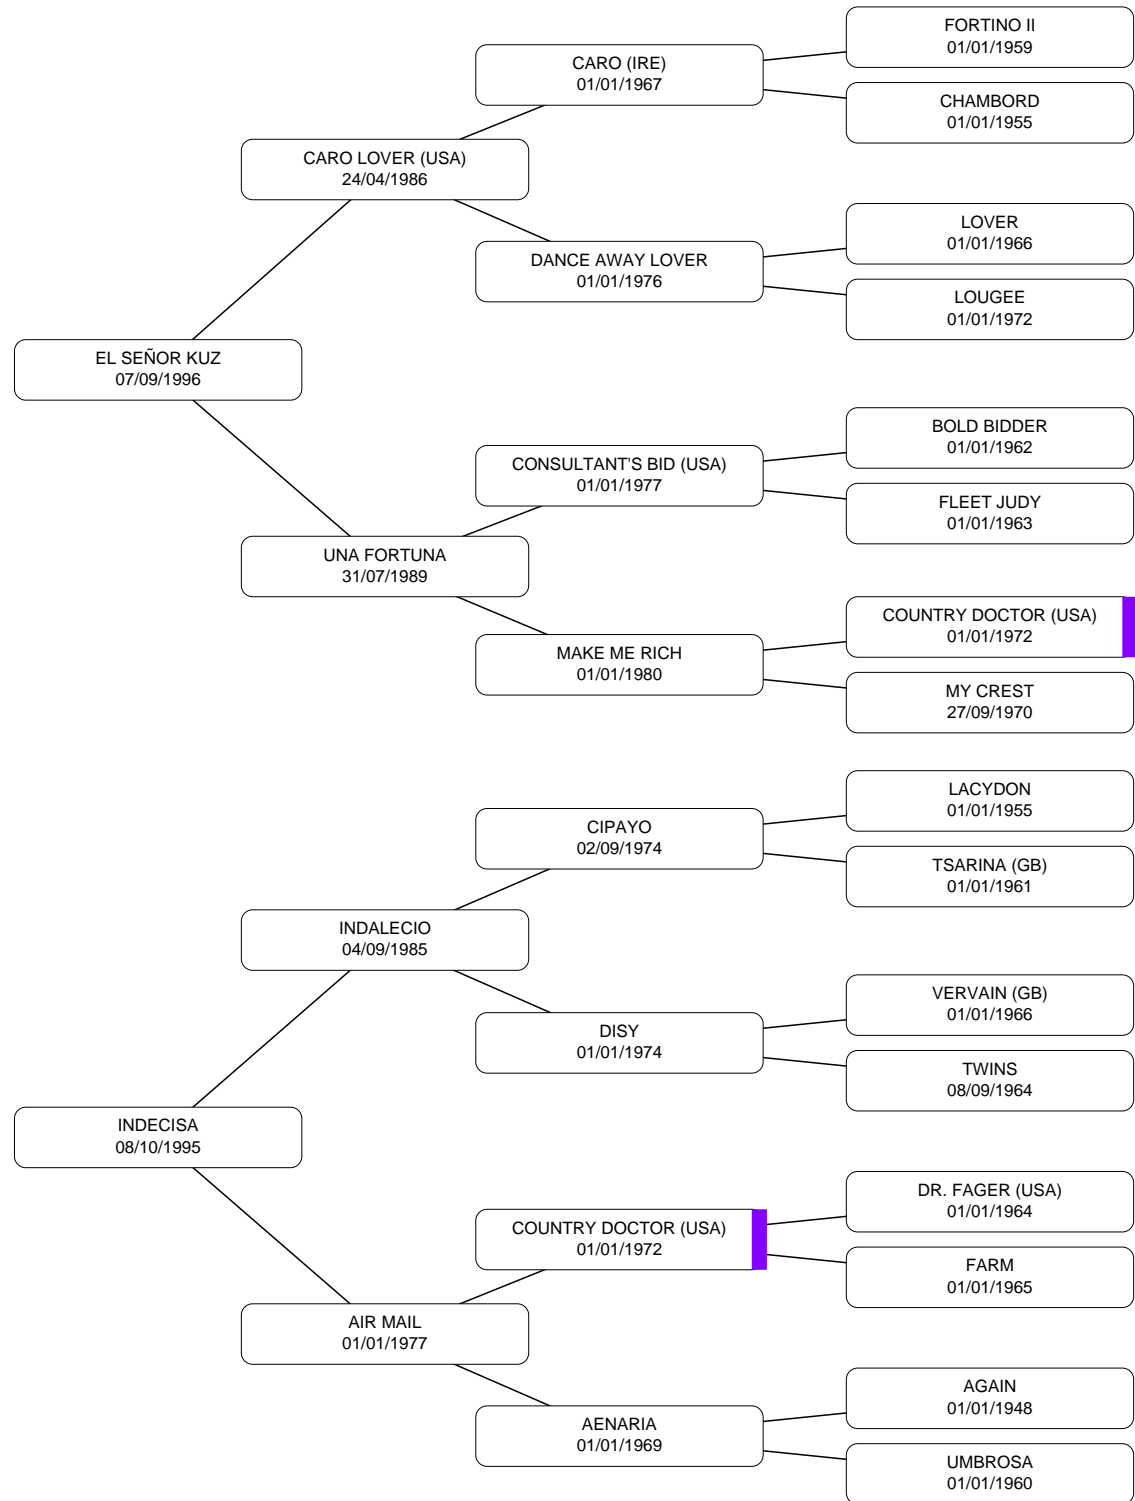 FORTINO II
01/01/1959
CARO (IRE)
01/01/1967
CHAMBORD
01/01/1955
CARO LOVER (USA)
24/04/1986
LOVER
01/01/1966
DANCE AWAY LOVER
01/01/1976
LOUGEE
01/01/1972
EL SEÑOR KUZ
07/09/1996
BOLD BIDDER
01/01/1962
CONSULTANT'S BID (USA)
01/01/1977
FLEET JUDY
01/01/1963
UNA FORTUNA
31/07/1989
COUNTRY DOCTOR (USA)
01/01/1972
MAKE ME RICH
01/01/1980
MY CREST
27/09/1970
LACYDON
01/01/1955
CIPAYO
02/09/1974
TSARINA (GB)
01/01/1961
INDALECIO
04/09/1985
VERVAIN (GB)
01/01/1966
DISY
01/01/1974
TWINS
08/09/1964
INDECISA
08/10/1995
DR. FAGER (USA)
01/01/1964
COUNTRY DOCTOR (USA)
01/01/1972
FARM
01/01/1965
AIR MAIL
01/01/1977
AGAIN
01/01/1948
AENARIA
01/01/1969
UMBROSA
01/01/1960